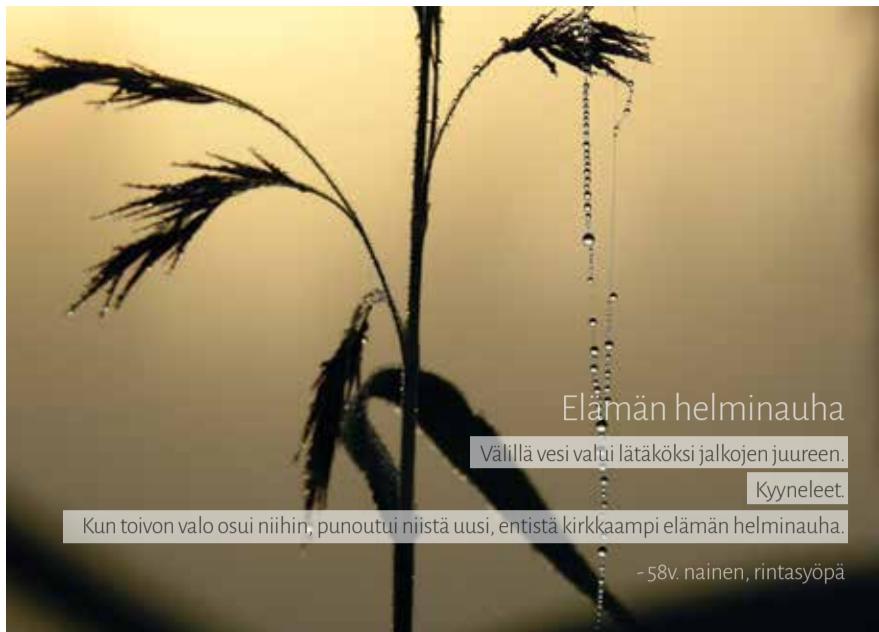 Elämän helminauha
Välillä vesi valui lätäköksi jalkojen juureen.
Kyyneleet.
Kun toivon valo osui niihin, punoutui niistä uusi, entistä kirkkaampi elämän helminauha.
- 58v. nainen, rintasyöpä